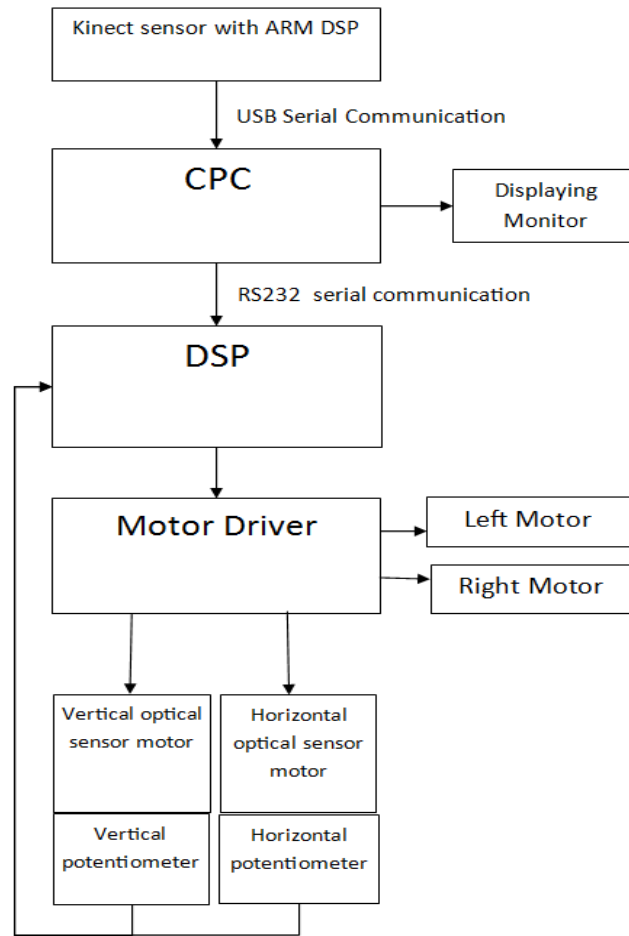 Kinect sensor with ARM DSP
USB Serial Communication
CPC
Displaying
Monitor
RS232 serial communication
DSP
Motor Driver
Left Motor
Right Motor
Vertical optical
sensor motor
Horizontal
optical sensor
motor
Vertical
potentiometer
Horizontal
potentiometer